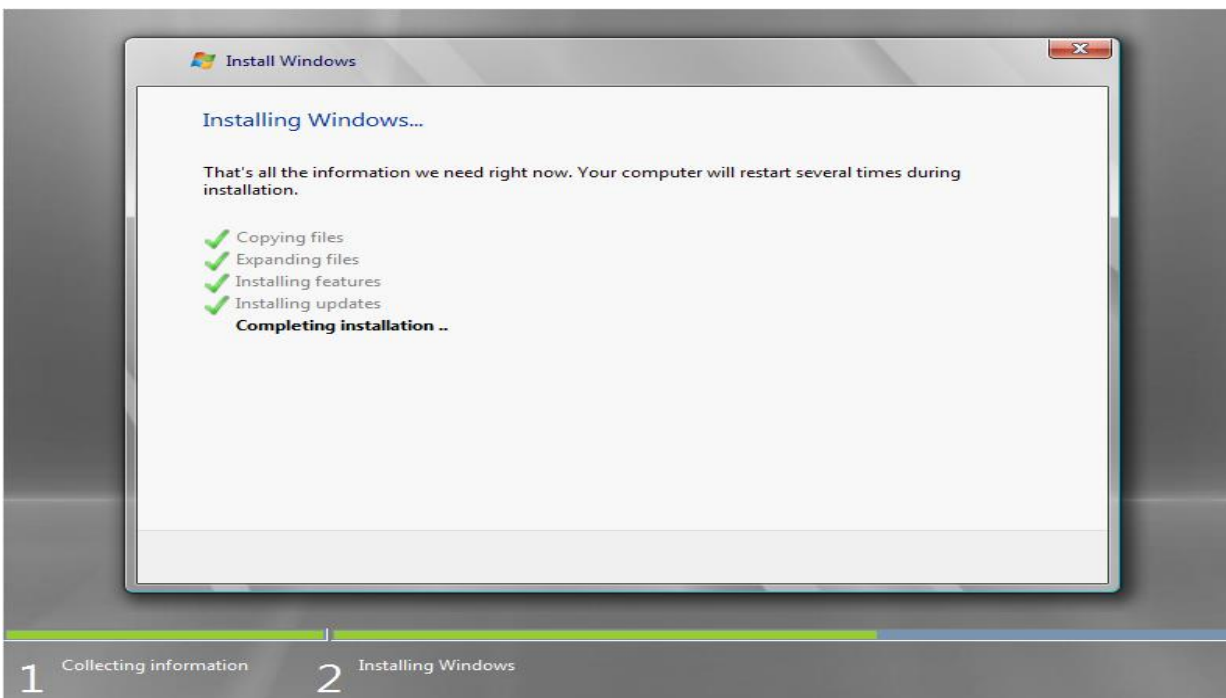 Install Windows
Installing Windows...
That's all the information we need right now. Your computer will restart several times during
installation.
Copying files
Expanding files
Installing features
Installing updates
Completing installation ..
1 Collecting information
2 Installing Windows